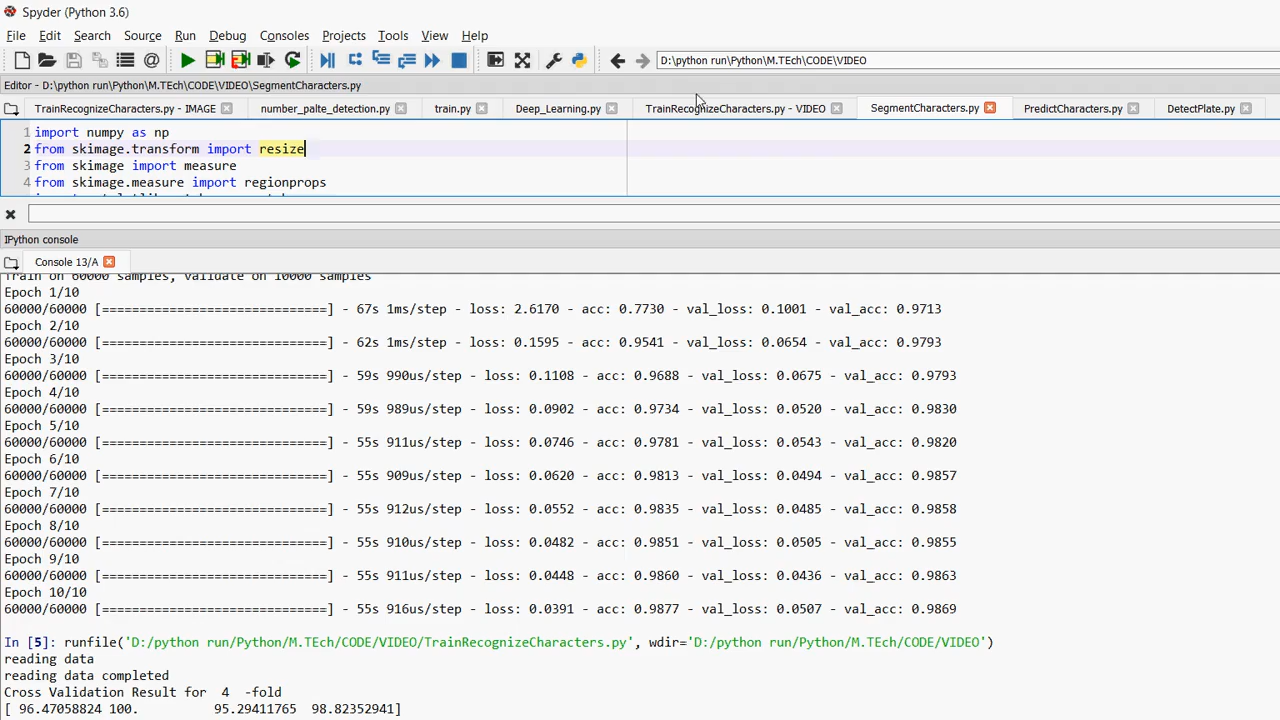 Spyder (Python 3.6)
File Edit Search Source Run Debug Consoles Projects Tools View Help
D:\python run\Python\M.TEch\CODE\VIDEO
Editor - D:\python run\Python\M.TEch\CODE\VIDEO\SegmentCharacters.py
TrainRecognizeCharacters.py - IMAGE number_palte_detection.py train.py Deep_Learning.py TrainRecognizeCharacters.py - VIDEO SegmentCharacters.py PredictCharacters.py DetectPlate.py
1 import numpy as np
2 from skimage.transform import resize
3 from skimage import measure
4 from skimage.measure import regionprops
IPython console
Console 13/A
Train on 60000 samples, validate on 10000 samples
Epoch 1/10
60000/60000 [==============================] - 67s 1ms/step - loss: 2.6170 - acc: 0.7730 - val_loss: 0.1001 - val_acc: 0.9713
Epoch 2/10
60000/60000 [==============================] - 62s 1ms/step - loss: 0.1595 - acc: 0.9541 - val_loss: 0.0654 - val_acc: 0.9793
Epoch 3/10
60000/60000 [==============================] - 59s 990us/step - loss: 0.1108 - acc: 0.9688 - val_loss: 0.0675 - val_acc: 0.9793
Epoch 4/10
60000/60000 [==============================] - 59s 989us/step - loss: 0.0902 - acc: 0.9734 - val_loss: 0.0520 - val_acc: 0.9830
Epoch 5/10
60000/60000 [==============================] - 55s 911us/step - loss: 0.0746 - acc: 0.9781 - val_loss: 0.0543 - val_acc: 0.9820
Epoch 6/10
60000/60000 [==============================] - 55s 909us/step - loss: 0.0620 - acc: 0.9813 - val_loss: 0.0494 - val_acc: 0.9857
Epoch 7/10
60000/60000 [==============================] - 55s 912us/step - loss: 0.0552 - acc: 0.9835 - val_loss: 0.0485 - val_acc: 0.9858
Epoch 8/10
60000/60000 [==============================] - 55s 910us/step - loss: 0.0482 - acc: 0.9851 - val_loss: 0.0505 - val_acc: 0.9855
Epoch 9/10
60000/60000 [==============================] - 55s 911us/step - loss: 0.0448 - acc: 0.9860 - val_loss: 0.0436 - val_acc: 0.9863
Epoch 10/10
60000/60000 [==============================] - 55s 916us/step - loss: 0.0391 - acc: 0.9877 - val_loss: 0.0507 - val_acc: 0.9869
In [5]: runfile('D:/python run/Python/M.TEch/CODE/VIDEO/TrainRecognizeCharacters.py', wdir='D:/python run/Python/M.TEch/CODE/VIDEO')
reading data
reading data completed
Cross Validation Result for  4  -fold
[ 96.47058824 100.          95.29411765  98.82352941]